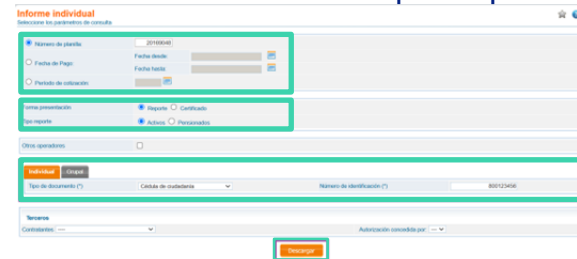 Informe individual
Seleccione los parámetros de consulta
Número de planilla: 20169648
Fecha de Pago: Fecha desde:
Fecha hasta:
Período de cotización:
Forma presentación: Reporte Certificado
Tipo reporte: Activos Pensionados
Otros operadores:
Individual Grupal
Tipo de documento (*) Cédula de ciudadanía Número de identificación (*) 800123456
Terceros
Contratantes: ---- Autorización concedida por: ---
Descargar